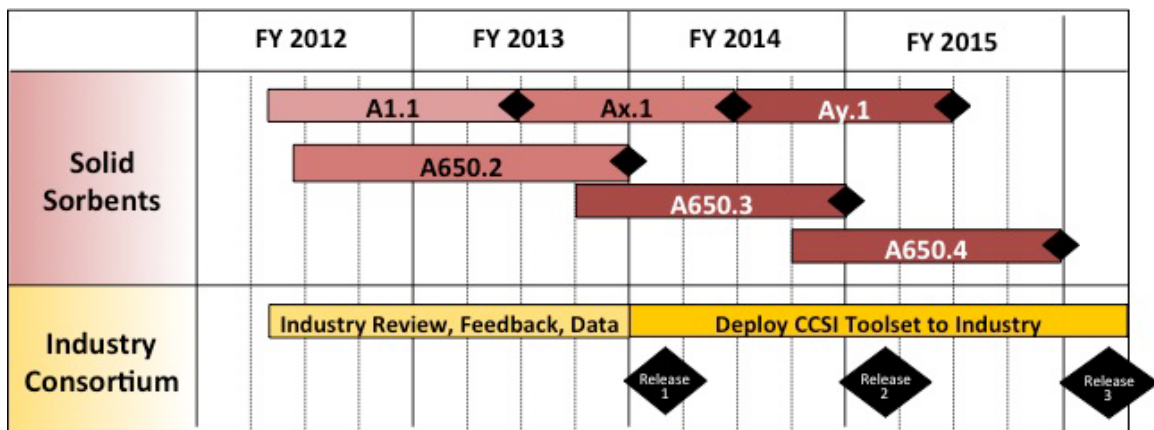 FY 2012 FY 2013 FY 2014 FY 2015
Solid
Sorbents
A1.1 Ax.1 Ay.1
A650.2
A650.3
A650.4
Industry
Consortium
Industry Review, Feedback, Data Deploy CCSI Toolset to Industry
Release
1
Release
2
Release
3